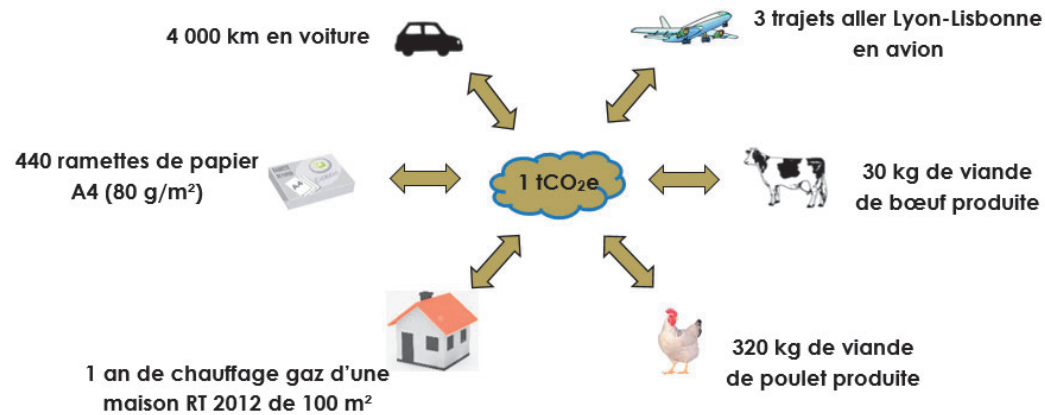 4 000 km en voiture
3 trajets aller Lyon-Lisbonne
en avion
440 ramettes de papier
A4 (80 g/m²)
A4
1 tCO₂e
30 kg de viande
de bœuf produite
1 an de chauffage gaz d’une
maison RT 2012 de 100 m²
320 kg de viande
de poulet produite